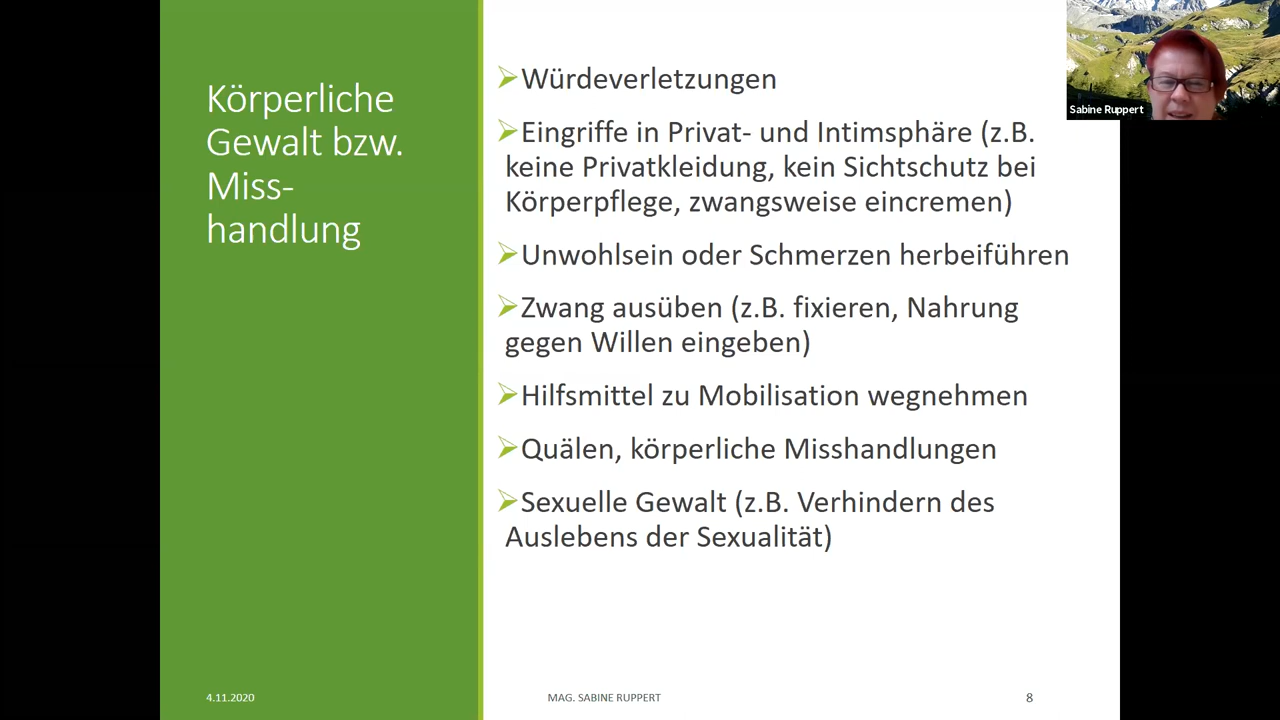 Körperliche
Gewalt bzw.
Miss-
handlung
Würdeverletzungen
Eingriffe in Privat- und Intimsphäre (z.B.
keine Privatkleidung, kein Sichtschutz bei
Körperpflege, zwangsweise eincremen)
Unwohlsein oder Schmerzen herbeiführen
Zwang ausüben (z.B. fixieren, Nahrung
gegen Willen eingeben)
Hilfsmittel zu Mobilisation wegnehmen
Quälen, körperliche Misshandlungen
Sexuelle Gewalt (z.B. Verhindern des
Auslebens der Sexualität)
Sabine Ruppert
4.11.2020
MAG. SABINE RUPPERT
8